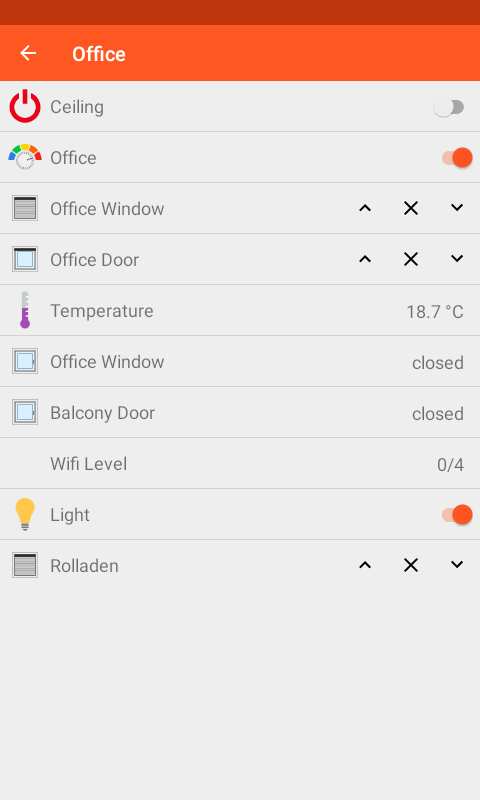 Office
Ceiling
Office
Office Window
Office Door
Temperature 18.7 °C
Office Window closed
Balcony Door closed
Wifi Level 0/4
Light
Rolladen